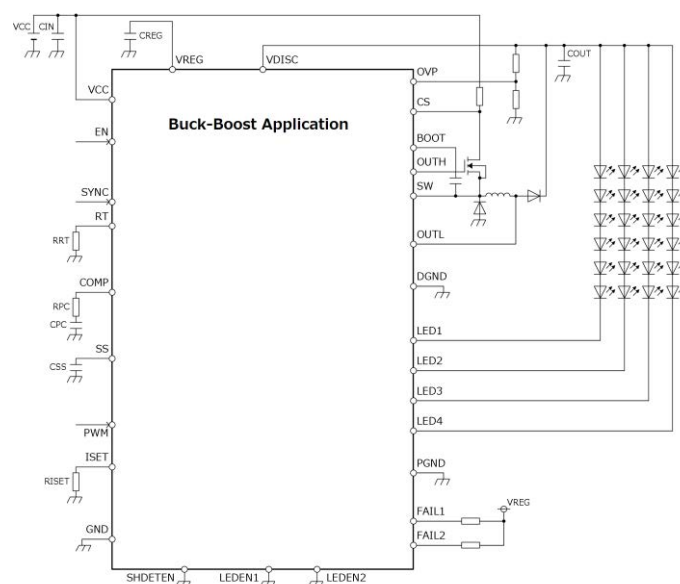 VCC CIN
CREG
VREG
VDISC
COUT
OVP
VCC
CS
Buck-Boost Application
BOOT
EN
OUTH
SYNC
SW
RT
RRT
OUTL
COMP
DGND
RPC
CPC
LED1
SS
CSS
LED2
LED3
PWM
LED4
ISET
RISET
PGND
VREG
FAIL1
GND
FAIL2
SHDETEN
LEDEN1
LEDEN2